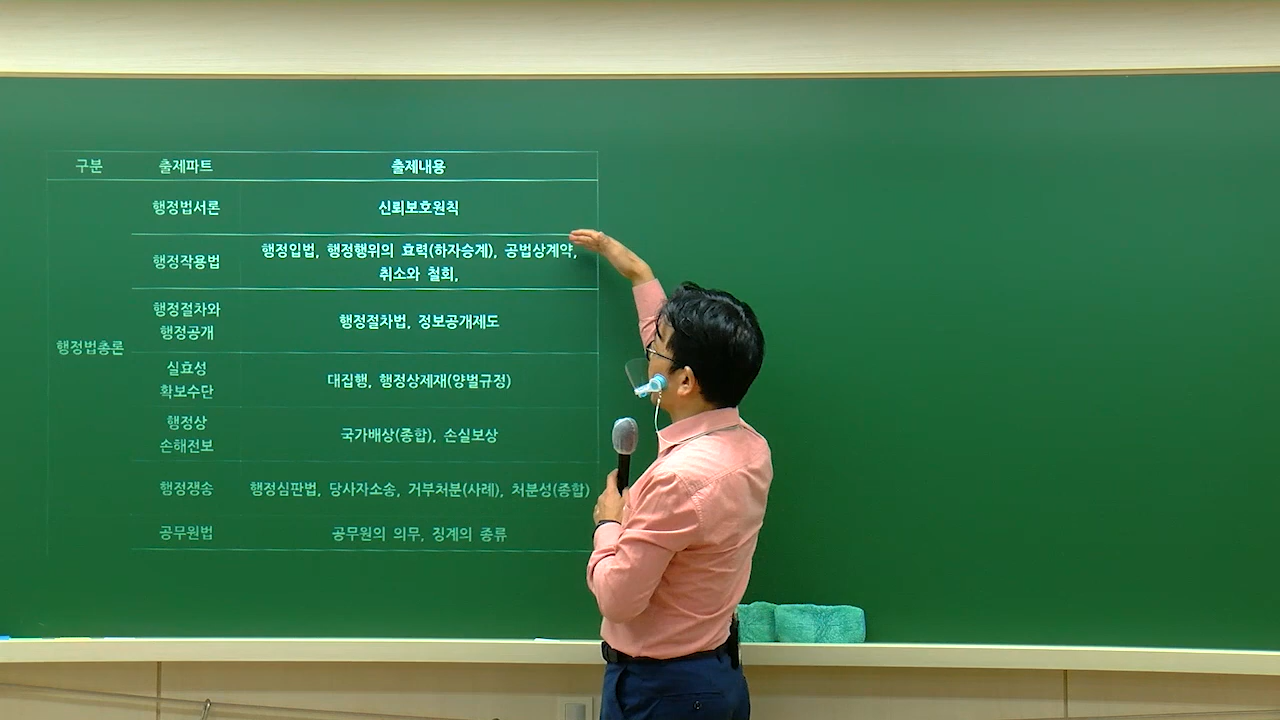 구분 출제파트 출제내용
행정법서론 신뢰보호원칙
행정작용법 행정입법, 행정행위의 효력(하자승계), 공법상계약,
취소와 철회,
행정절차와
행정공개 행정절차법, 정보공개제도
행정법총론
실효성
확보수단 대집행, 행정상제재(양벌규정)
행정상
손해전보 국가배상(종합), 손실보상
행정쟁송 행정심판법, 당사자소송, 거부처분(사례), 처분성(종합)
공무원법 공무원의 의무, 징계의 종류